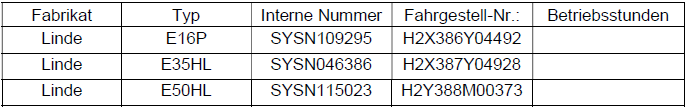 Fabrikat Typ Interne Nummer Fahrgestell-Nr.: Betriebsstunden
Linde E16P SYSN109295 H2X386Y04492
Linde E35HL SYSN046386 H2X387Y04928
Linde E50HL SYSN115023 H2Y388M00373